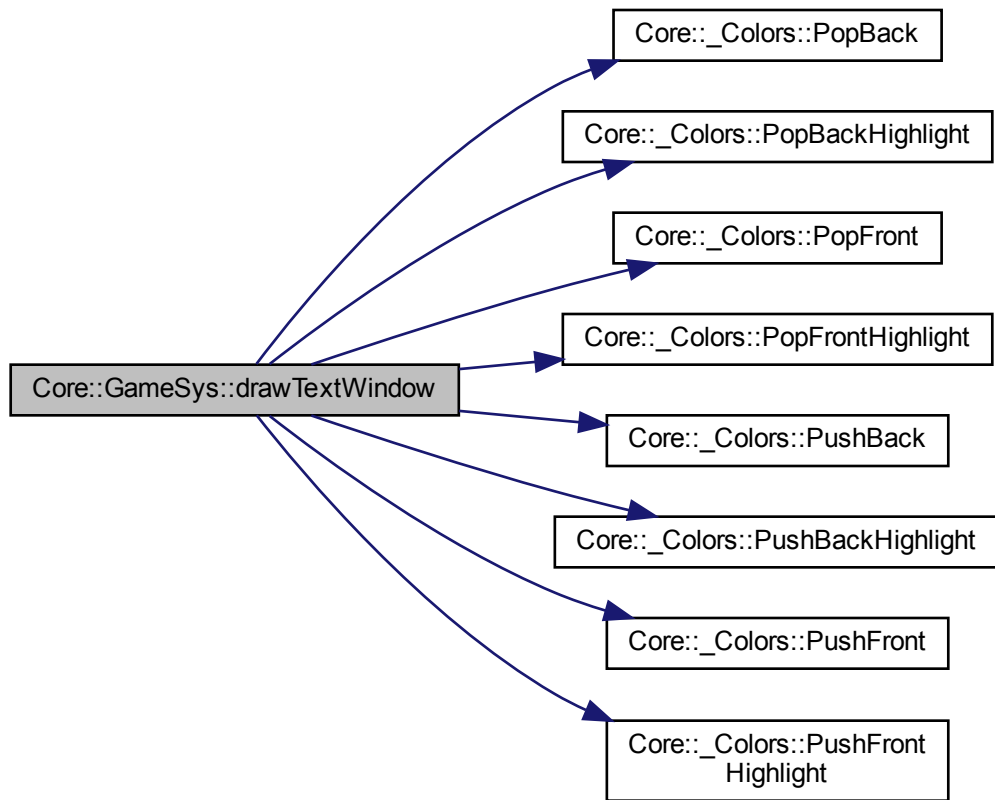 Core::_Colors::PopBack
Core::_Colors::PopBackHighlight
Core::_Colors::PopFront
Core::_Colors::PopFrontHighlight
Core::GameSys::drawTextWindow
Core::_Colors::PushBack
Core::_Colors::PushBackHighlight
Core::_Colors::PushFront
Core::_Colors::PushFront
Highlight